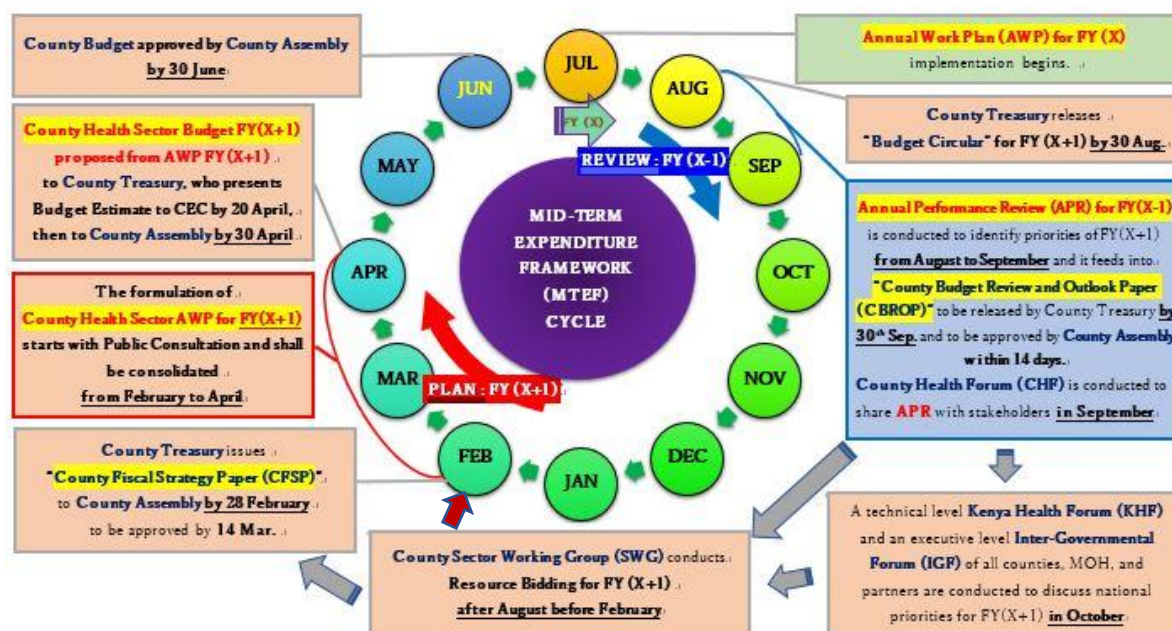 County Budget approved by County Assembly
by 30 June
County Health Sector Budget FY(X+1)
proposed from AWP FY(X+1)
to County Treasury, who presents
Budget Estimate to CEC by 20 April,
then to County Assembly by 30 April
The formulation of
County Health Sector AWP for FY(X+1)
starts with Public Consultation and shall
be consolidated
from February to April
County Treasury issues
"County Fiscal Strategy Paper (CFSP)"
to County Assembly by 28 February
to be approved by 14 Mar.
JUL
AUG
SEP
OCT
NOV
DEC
JAN
FEB
MAR
APR
MAY
JUN
FY (X)
REVIEW : FY (X-1)
MID-TERM
EXPENDITURE
FRAMEWORK
(MTEF)
CYCLE
PLAN : FY (X+1)
Annual Work Plan (AWP) for FY (X)
implementation begins.
County Treasury releases
"Budget Circular" for FY (X+1) by 30 Aug.
Annual Performance Review (APR) for FY(X-1)
is conducted to identify priorities of FY(X+1)
from August to September and it feeds into
"County Budget Review and Outlook Paper
(CBROP)" to be released by County Treasury by
30th Sep. and to be approved by County Assembly
within 14 days.
County Health Forum (CHF) is conducted to
share APR with stakeholders in September
A technical level Kenya Health Forum (KHF)
and an executive level Inter-Governmental
Forum (IGF) of all counties, MOH, and
partners are conducted to discuss national
priorities for FY(X+1) in October
County Sector Working Group (SWG) conducts
Resource Bidding for FY (X+1)
after August before February